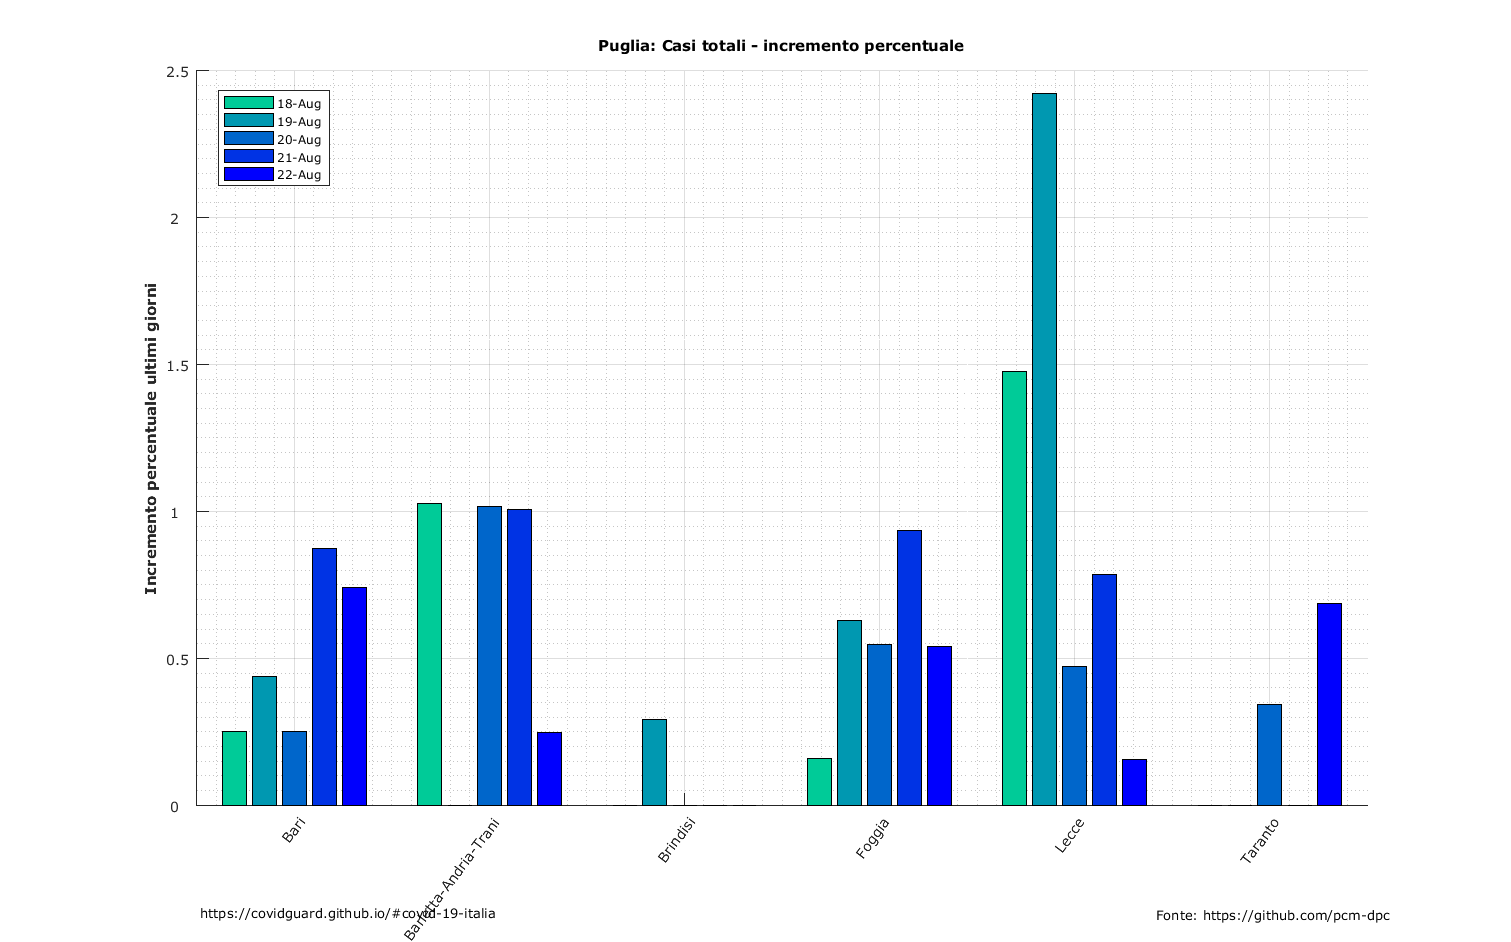 Puglia: Casi totali - incremento percentuale
2.5
2
1.5
1
0.5
0
Incremento percentuale ultimi giorni
18-Aug
19-Aug
20-Aug
21-Aug
22-Aug
Bari
Barletta-Andria-Trani
Brindisi
Foggia
Lecce
Taranto
https://covidguard.github.io/#covid-19-italia
Fonte: https://github.com/pcm-dpc